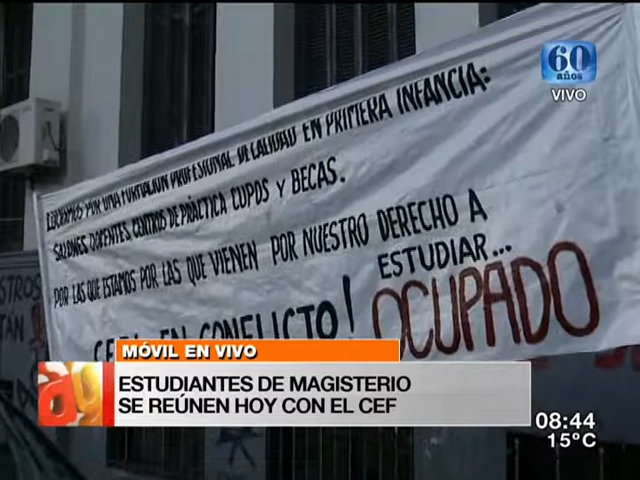 LUCHAMOS POR UNA FORMACIÓN PROFESIONAL DE CALIDAD EN PRIMERA INFANCIA:
SALONES, DOCENTES, CENTROS DE PRÁCTICA CUPOS y BECAS.
POR LAS QUE ESTAMOS POR LAS QUE VIENEN POR NUESTRO DERECHO A
ESTUDIAR...
EN CONFLICTO! OCUPADO
60
años
VIVO
MÓVIL EN VIVO
ay
ESTUDIANTES DE MAGISTERIO
SE REÚNEN HOY CON EL CEF
08:44
15°C